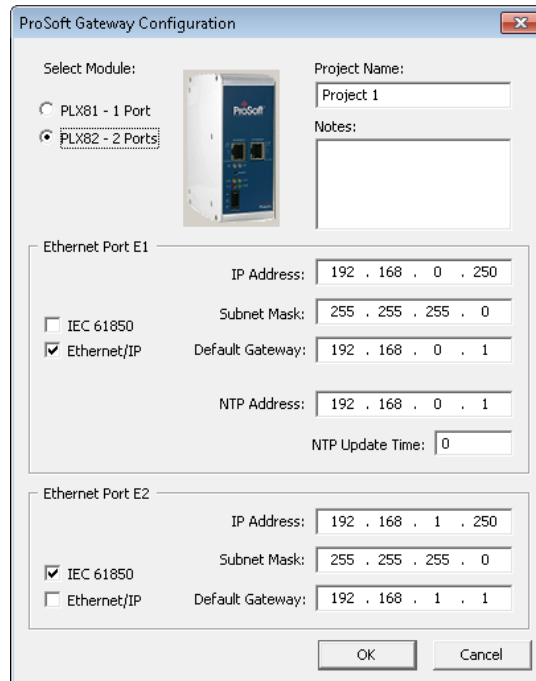 ProSoft Gateway Configuration
Select Module:
PLX81 - 1 Port
PLX82 - 2 Ports
ProSoft
Project Name:
Project 1
Notes:
Ethernet Port E1
IP Address: 192 . 168 . 0 . 250
Subnet Mask: 255 . 255 . 255 . 0
IEC 61850
Ethernet/IP
Default Gateway: 192 . 168 . 0 . 1
NTP Address: 192 . 168 . 0 . 1
NTP Update Time: 0
Ethernet Port E2
IP Address: 192 . 168 . 1 . 250
Subnet Mask: 255 . 255 . 255 . 0
IEC 61850
Ethernet/IP
Default Gateway: 192 . 168 . 1 . 1
OK
Cancel